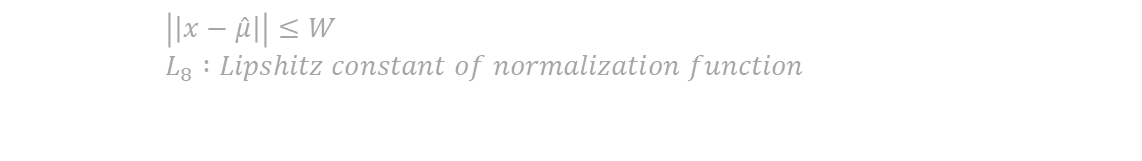 ||x − μ̂|| ≤ W
L₈ : Lipshitz constant of normalization function